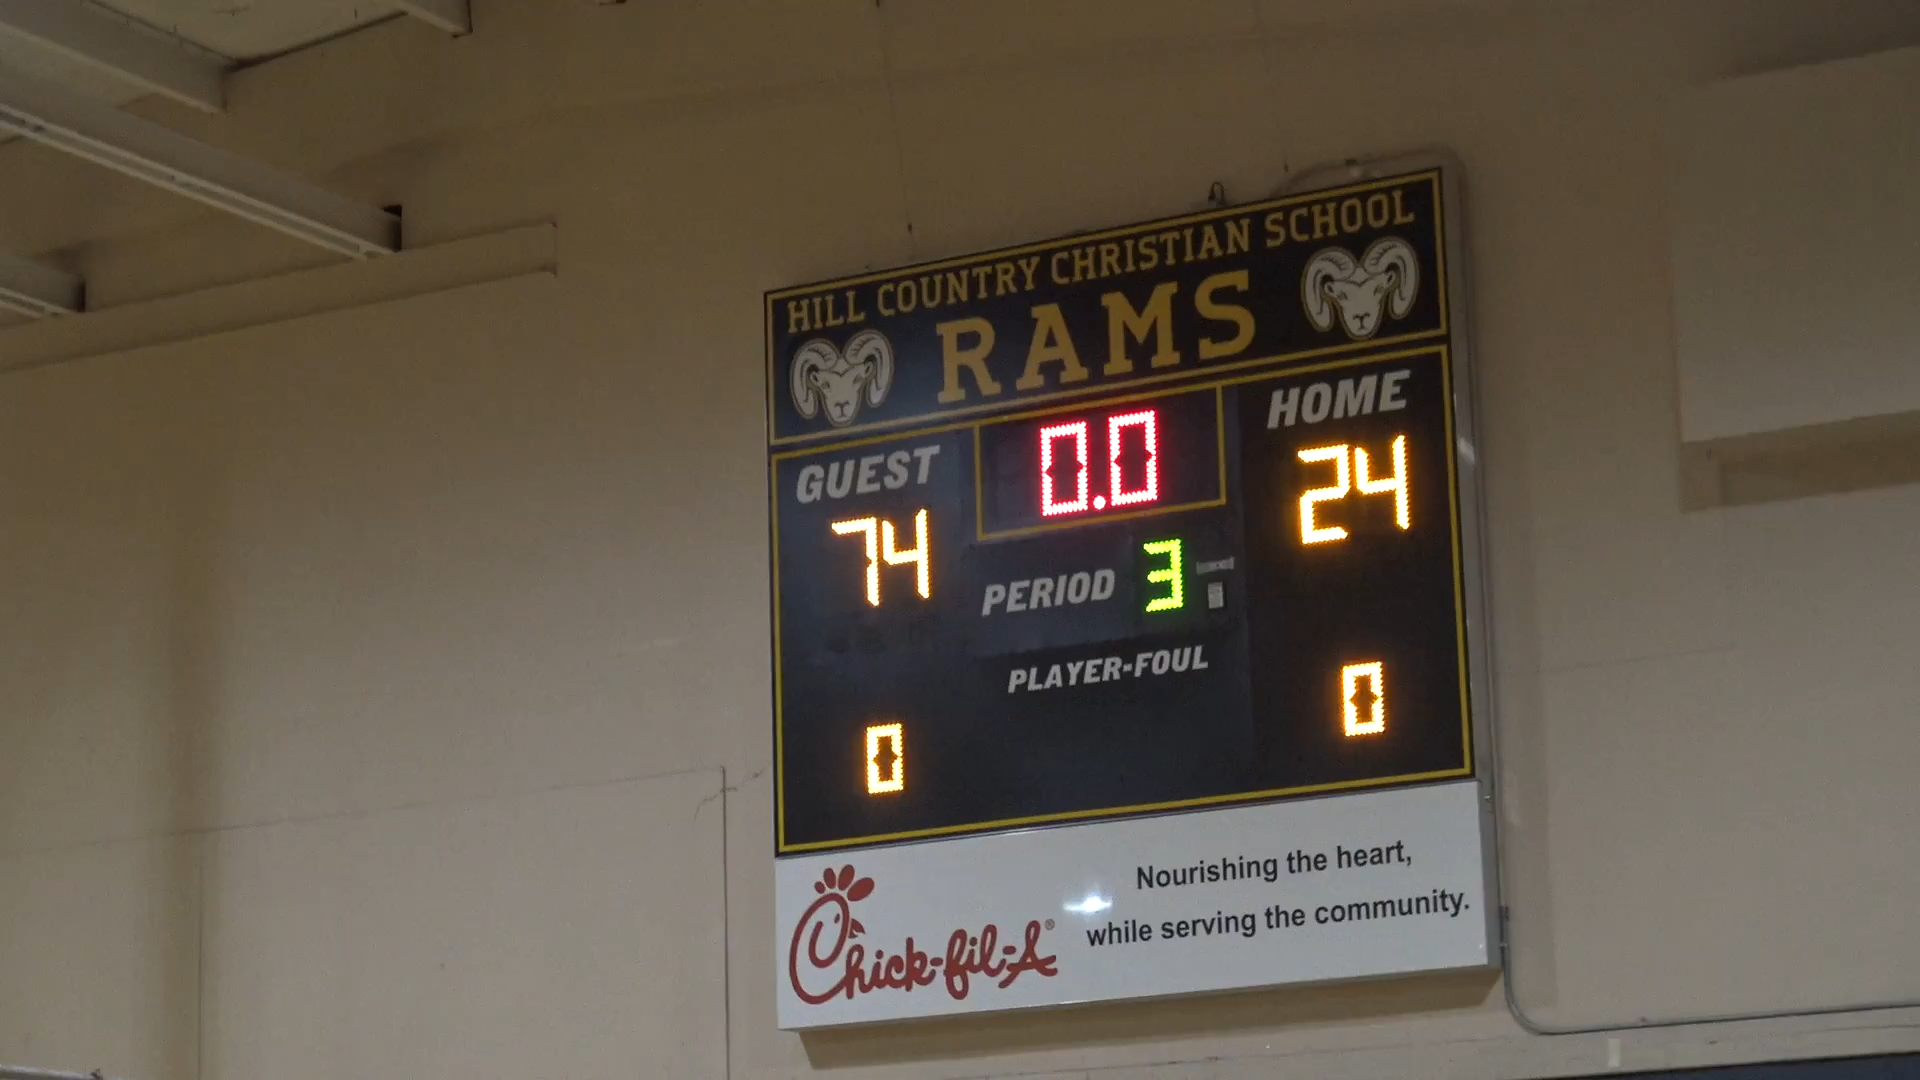 HILL COUNTRY CHRISTIAN SCHOOL
RAMS
GUEST
0.0
HOME
74
24
PERIOD 3
PLAYER-FOUL
0
0
Chick-fil-A®
Nourishing the heart,
while serving the community.